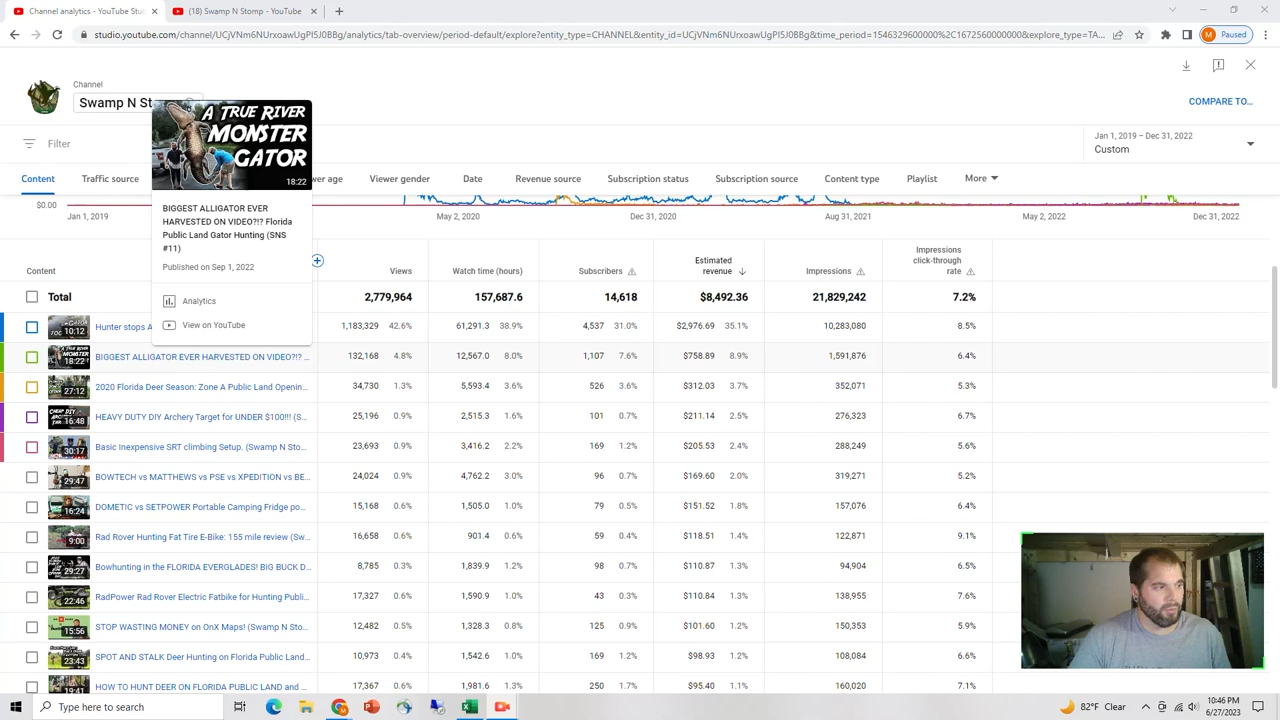 Channel analytics - YouTube Stu
(18) Swamp N Stomp - YouTube
studio.youtube.com/channel/UCjVNm6NUrxoawUgPI5J0BBg/analytics/tab-overview/period-default/explore?entity_type=CHANNEL&entity_id=UCjVNm6NUrxoawUgPI5J0BBg&time_period=1546329600000%2C1672560000000&explore_type=TA...
M Paused
Channel
Swamp N St
COMPARE TO...
Filter
Jan 1, 2019 – Dec 31, 2022
Custom
A TRUE RIVER
MONSTER
GATOR
18:22
Content Traffic source wer age Viewer gender Date Revenue source Subscription status Subscription source Content type Playlist More
BIGGEST ALLIGATOR EVER
HARVESTED ON VIDEO?!? Florida
Public Land Gator Hunting (SNS
#11)
Published on Sep 1, 2022
Analytics
View on YouTube
$0.00
Jan 1, 2019 May 2, 2020 Dec 31, 2020 Aug 31, 2021 May 2, 2022 Dec 31, 2022
Content Views Watch time (hours) Subscribers Estimated revenue Impressions Impressions click-through rate
Total 2,779,964 157,687.6 14,618 $8,492.36 21,829,242 7.2%
10:12 Hunter stops A 1,183,329 42.6% 61,291.3 38.9% 4,537 31.0% $2,976.69 35.1% 10,283,080 8.5%
18:22 BIGGEST ALLIGATOR EVER HARVESTED ON VIDEO?!? ... 132,168 4.8% 12,567.0 8.0% 1,107 7.6% $758.89 8.9% 1,591,876 6.4%
27:12 2020 Florida Deer Season: Zone A Public Land Openin... 34,730 1.3% 5,593.4 3.6% 526 3.6% $312.03 3.7% 352,071 5.3%
16:48 HEAVY DUTY DIY Archery Target for UNDER $100!!! (S... 25,196 0.9% 2,515.3 1.6% 101 0.7% $211.14 2.5% 276,323 6.7%
30:17 Basic Inexpensive SRT climbing Setup. (Swamp N Sto... 23,693 0.9% 3,416.2 2.2% 169 1.2% $205.53 2.4% 288,249 5.6%
29:47 BOWTECH vs MATTHEWS vs PSE vs XPEDITION vs BE... 24,024 0.9% 4,762.2 3.0% 96 0.7% $169.60 2.0% 319,271 5.2%
16:24 DOMETIC vs SETPOWER Portable Camping Fridge po... 15,168 0.6% 1,505.0 1.0% 79 0.5% $151.52 1.8% 157,076 6.4%
9:00 Rad Rover Hunting Fat Tire E-Bike: 155 mile review (Sw... 16,658 0.6% 901.4 0.6% 59 0.4% $118.51 1.4% 122,871 9.1%
29:27 Bowhunting in the FLORIDA EVERGLADES! BIG BUCK D... 8,785 0.3% 1,839.9 1.2% 98 0.7% $110.87 1.3% 94,904 6.5%
22:46 RadPower Rad Rover Electric Fatbike for Hunting Publi... 17,327 0.6% 1,590.9 1.0% 43 0.3% $110.84 1.3% 138,955 7.6%
15:56 STOP WASTING MONEY on OnX Maps! (Swamp N Sto... 12,482 0.5% 1,328.3 0.8% 125 0.9% $101.60 1.2% 150,353 5.9%
23:43 SPOT AND STALK Deer Hunting on Florida Public Land... 10,973 0.4% 1,542.6 1.0% 169 1.2% $98.93 1.2% 108,084 6.6%
19:41 HOW TO HUNT DEER ON FLORIDA PUBLIC LAND and ... 17,367 0.6% 1,981.6 1.3% 250 1.7% $95.40 1.1% 160,020 7.1%
Type here to search
82°F Clear
10:46 PM
6/27/2023